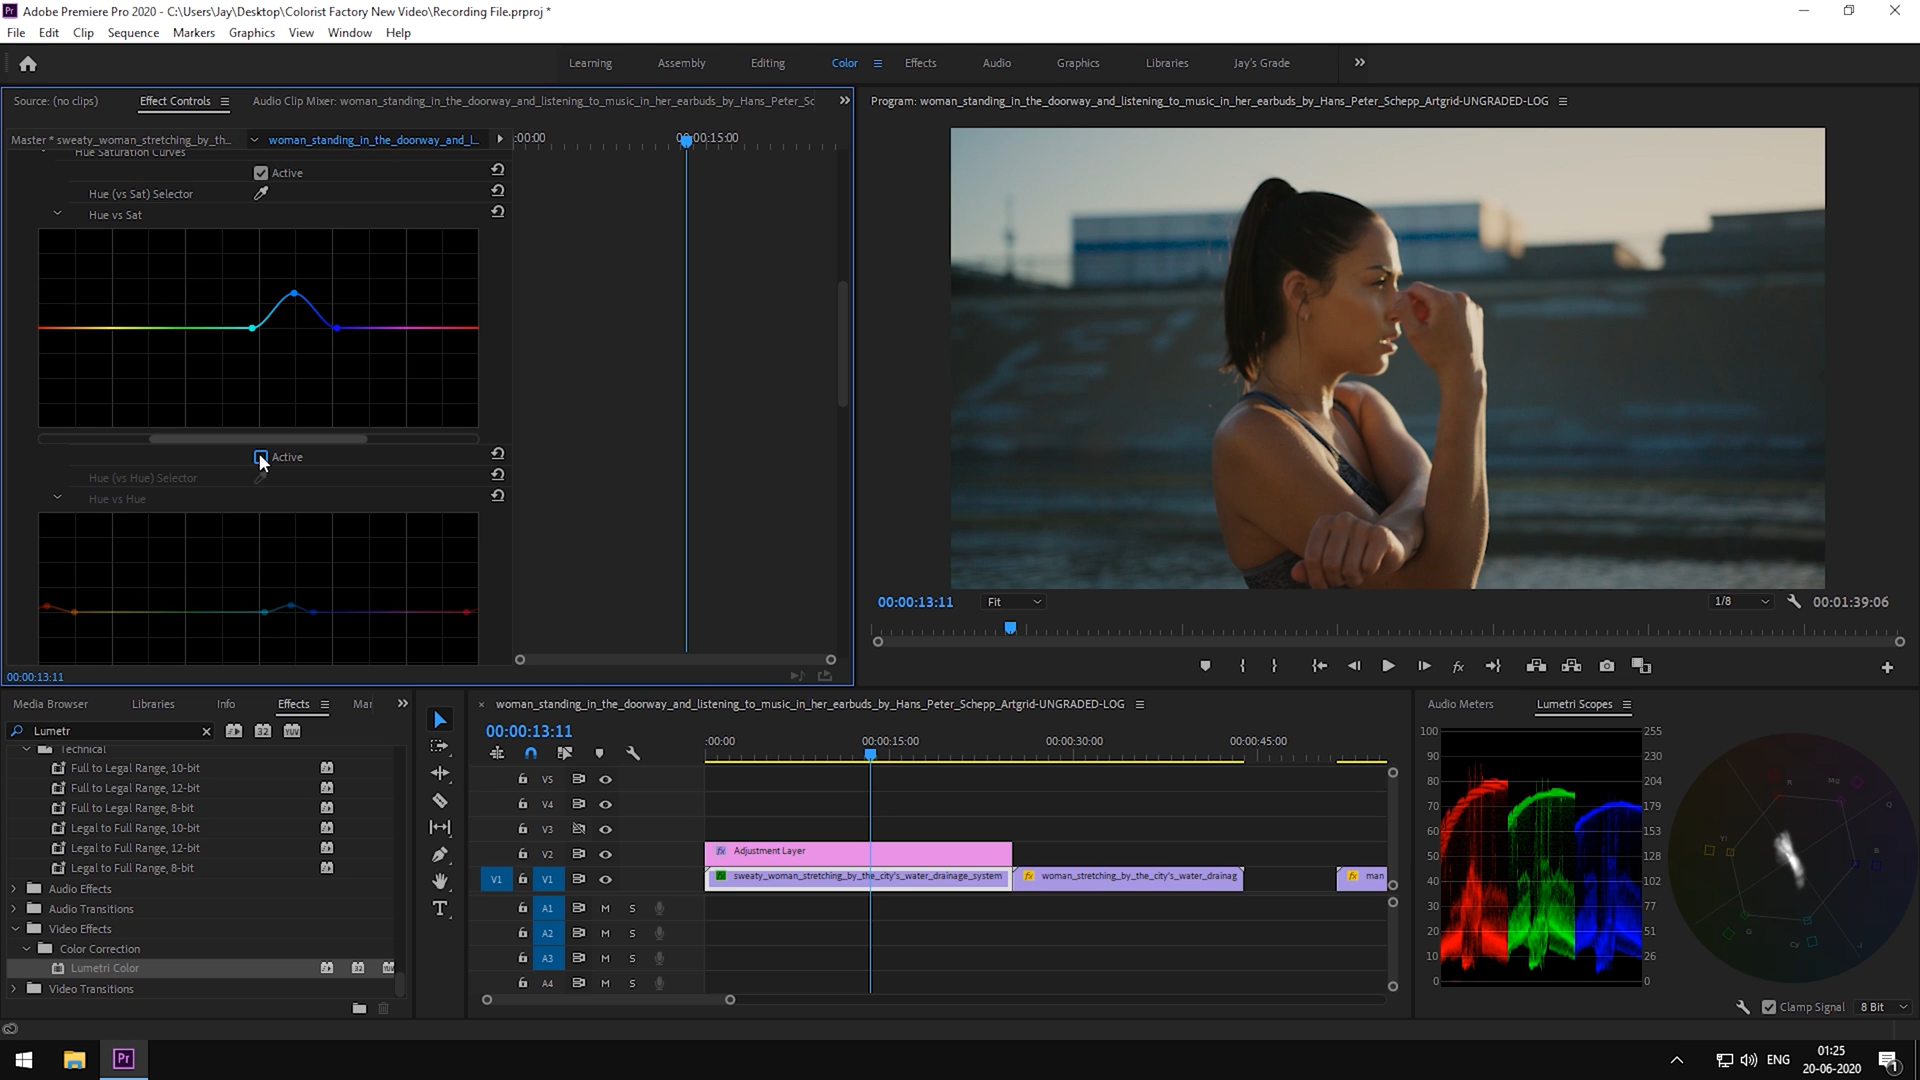 Adobe Premiere Pro 2020 - C:\Users\Jay\Desktop\Colorist Factory New Video\Recording File.prproj *
File Edit Clip Sequence Markers Graphics View Window Help
Learning Assembly Editing Color Effects Audio Graphics Libraries Jay's Grade
Source: (no clips) Effect Controls Audio Clip Mixer: woman_standing_in_the_doorway_and_listening_to_music_in_her_earbuds_by_Hans_Peter_Sc
Program: woman_standing_in_the_doorway_and_listening_to_music_in_her_earbuds_by_Hans_Peter_Schepp_Artgrid-UNGRADED-LOG
Master * sweaty_woman_stretching_by_th... woman_standing_in_the_doorway_and_l... :00:00 00:00:15:00
Hue Saturation Curves
Active
Hue (vs Sat) Selector
Hue vs Sat
Active
Hue (vs Hue) Selector
Hue vs Hue
00:00:13:11
00:00:13:11 Fit 1/8 00:01:39:06
Media Browser Libraries Info Effects Mar
Lumetr
Technical
Full to Legal Range, 10-bit
Full to Legal Range, 12-bit
Full to Legal Range, 8-bit
Legal to Full Range, 10-bit
Legal to Full Range, 12-bit
Legal to Full Range, 8-bit
Audio Effects
Audio Transitions
Video Effects
Color Correction
Lumetri Color
Video Transitions
woman_standing_in_the_doorway_and_listening_to_music_in_her_earbuds_by_Hans_Peter_Schepp_Artgrid-UNGRADED-LOG
00:00:13:11
:00:00 00:00:15:00 00:00:30:00 00:00:45:00
V5
V4
V3
V2 fx Adjustment Layer
V1 V1 fx sweaty_woman_stretching_by_the_city's_water_drainage_system fx woman_stretching_by_the_city's_water_drainag fx man
A1 M S
A2 M S
A3 M S
A4 M S
Audio Meters Lumetri Scopes
100 255
90 230
80 204
70 179
60 153
50 128
40 102
30 77
20 51
10 26
0 0
R Mg B Cy G Yl
Clamp Signal 8 Bit
Pr
ENG
01:25
20-06-2020
1